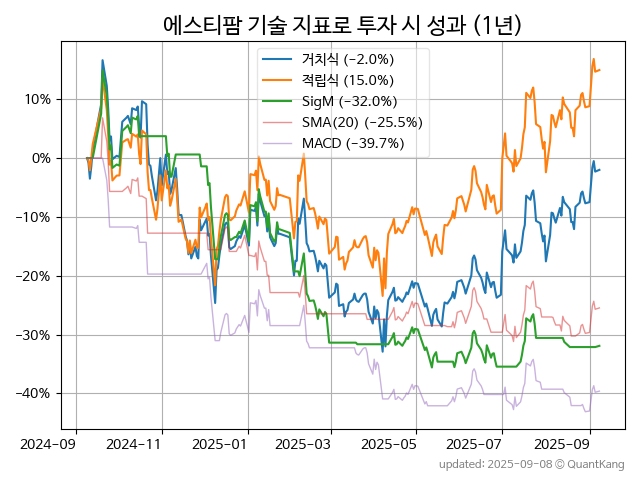 에스티팜 기술 지표로 투자 시 성과 (1년)
거치식 (−2.0%)
적립식 (15.0%)
SigM (−32.0%)
SMA(20) (−25.5%)
MACD (−39.7%)
10%
0%
−10%
−20%
−30%
−40%
2024-09 2024-11 2025-01 2025-03 2025-05 2025-07 2025-09
updated: 2025-09-08 © QuantKang